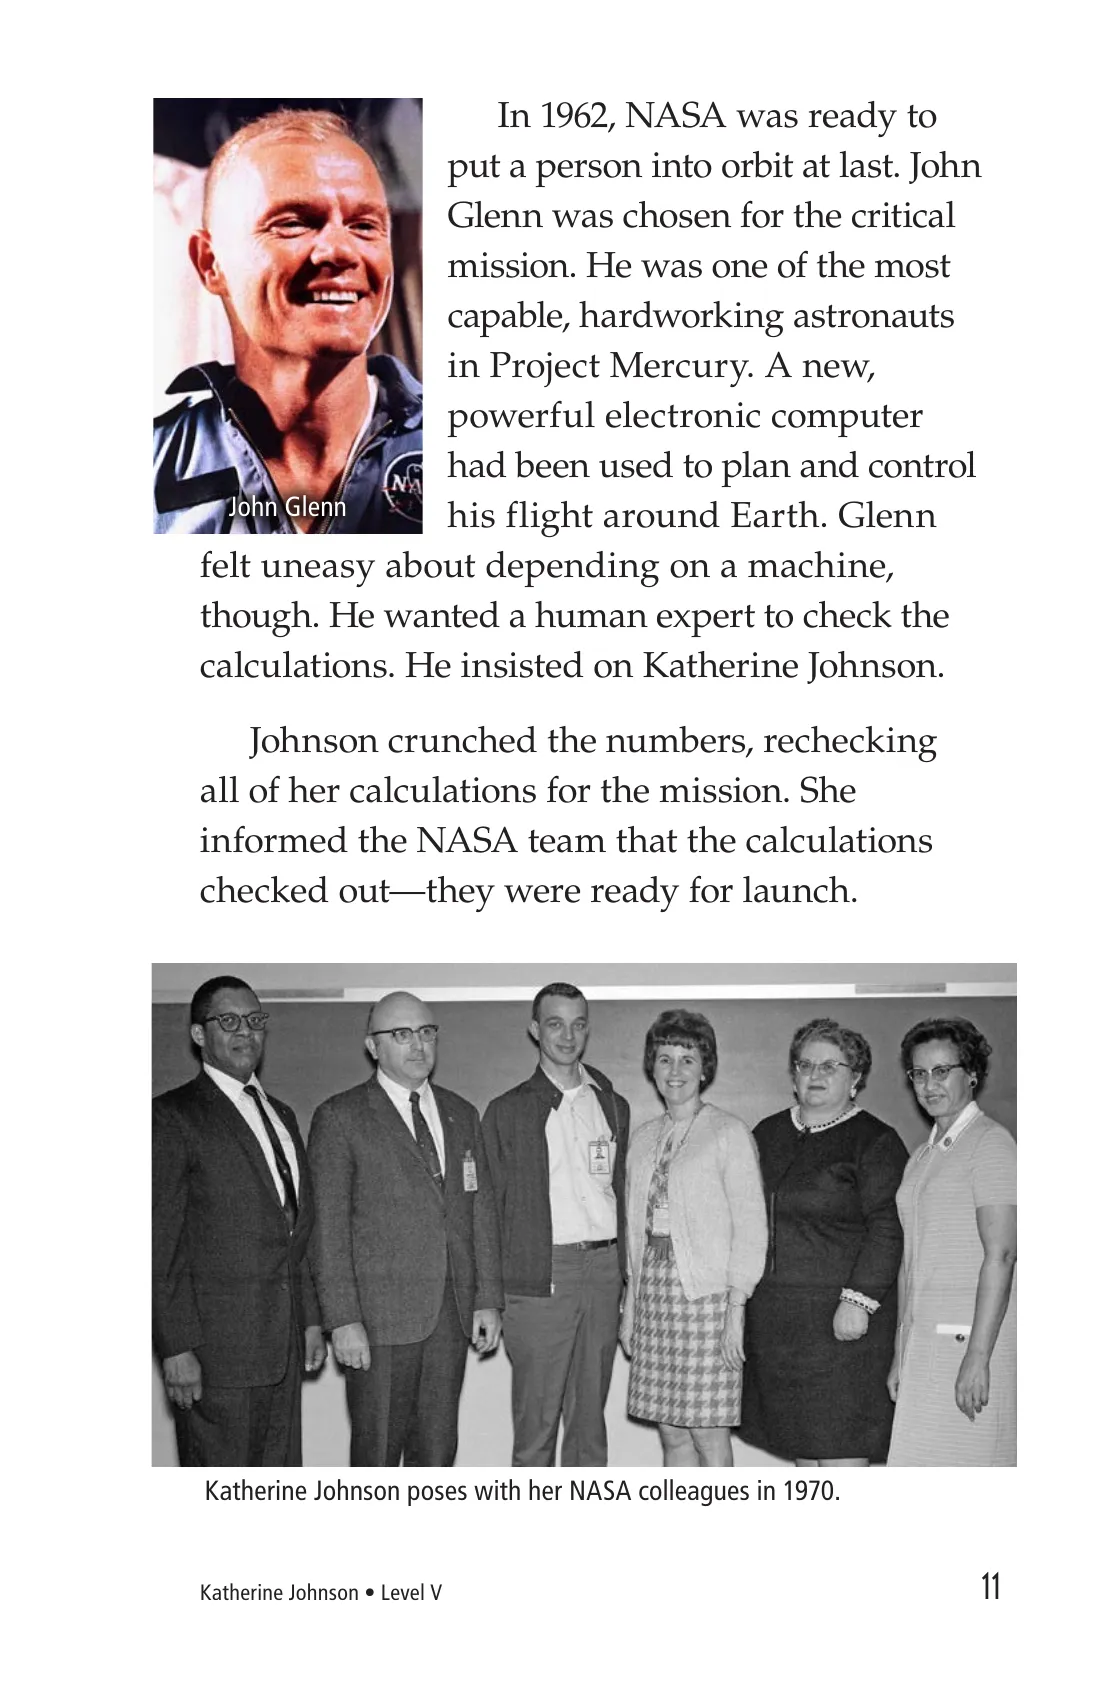 In 1962, NASA was ready to
put a person into orbit at last. John
Glenn was chosen for the critical
mission. He was one of the most
capable, hardworking astronauts
in Project Mercury. A new,
powerful electronic computer
had been used to plan and control
his flight around Earth. Glenn
felt uneasy about depending on a machine,
though. He wanted a human expert to check the
calculations. He insisted on Katherine Johnson.
NA
John Glenn
Johnson crunched the numbers, rechecking
all of her calculations for the mission. She
informed the NASA team that the calculations
checked out—they were ready for launch.
Katherine Johnson poses with her NASA colleagues in 1970.
Katherine Johnson • Level V
11